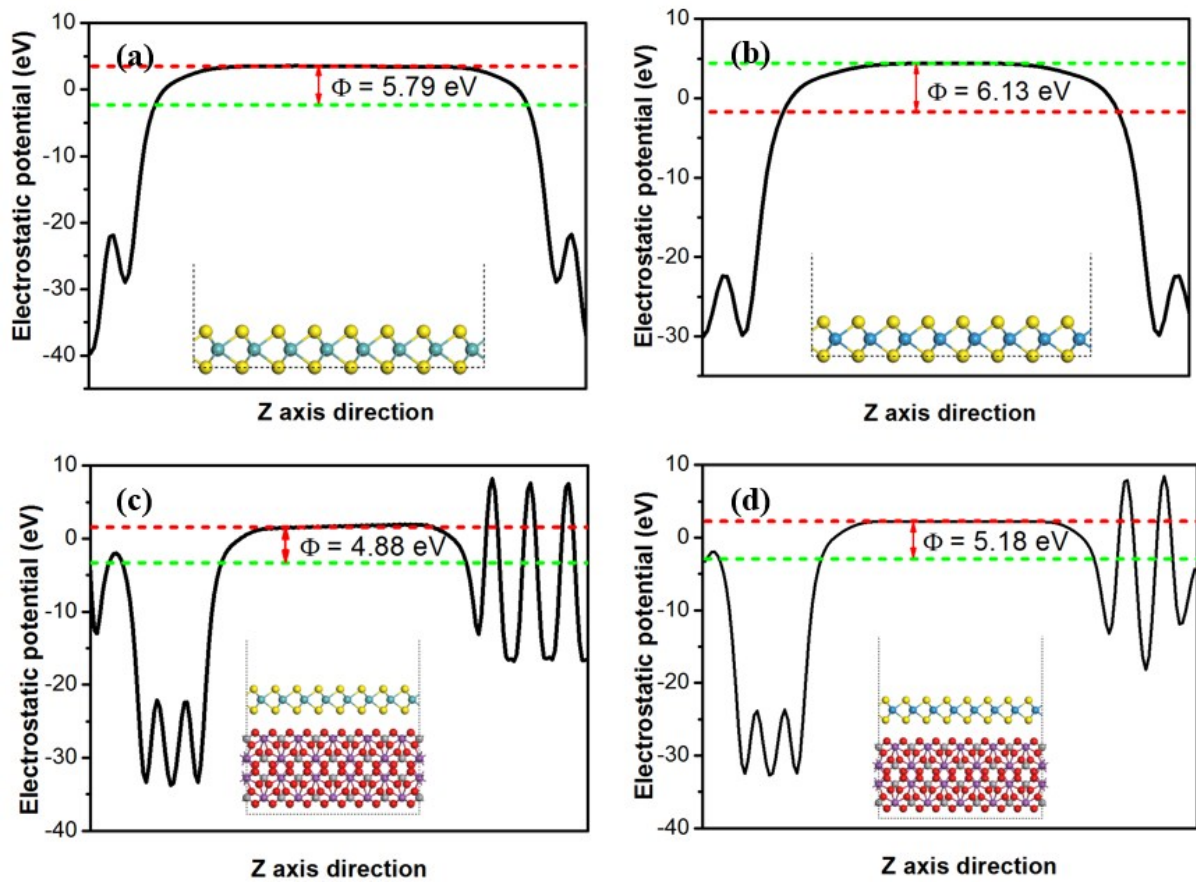 (a)
Electrostatic potential (eV)
10
0
-10
-20
-30
-40
Φ = 5.79 eV
Z axis direction
(b)
Electrostatic potential (eV)
10
0
-10
-20
-30
Φ = 6.13 eV
Z axis direction
(c)
Electrostatic potential (eV)
10
0
-10
-20
-30
-40
Φ = 4.88 eV
Z axis direction
(d)
Electrostatic potential (eV)
10
0
-10
-20
-30
-40
Φ = 5.18 eV
Z axis direction